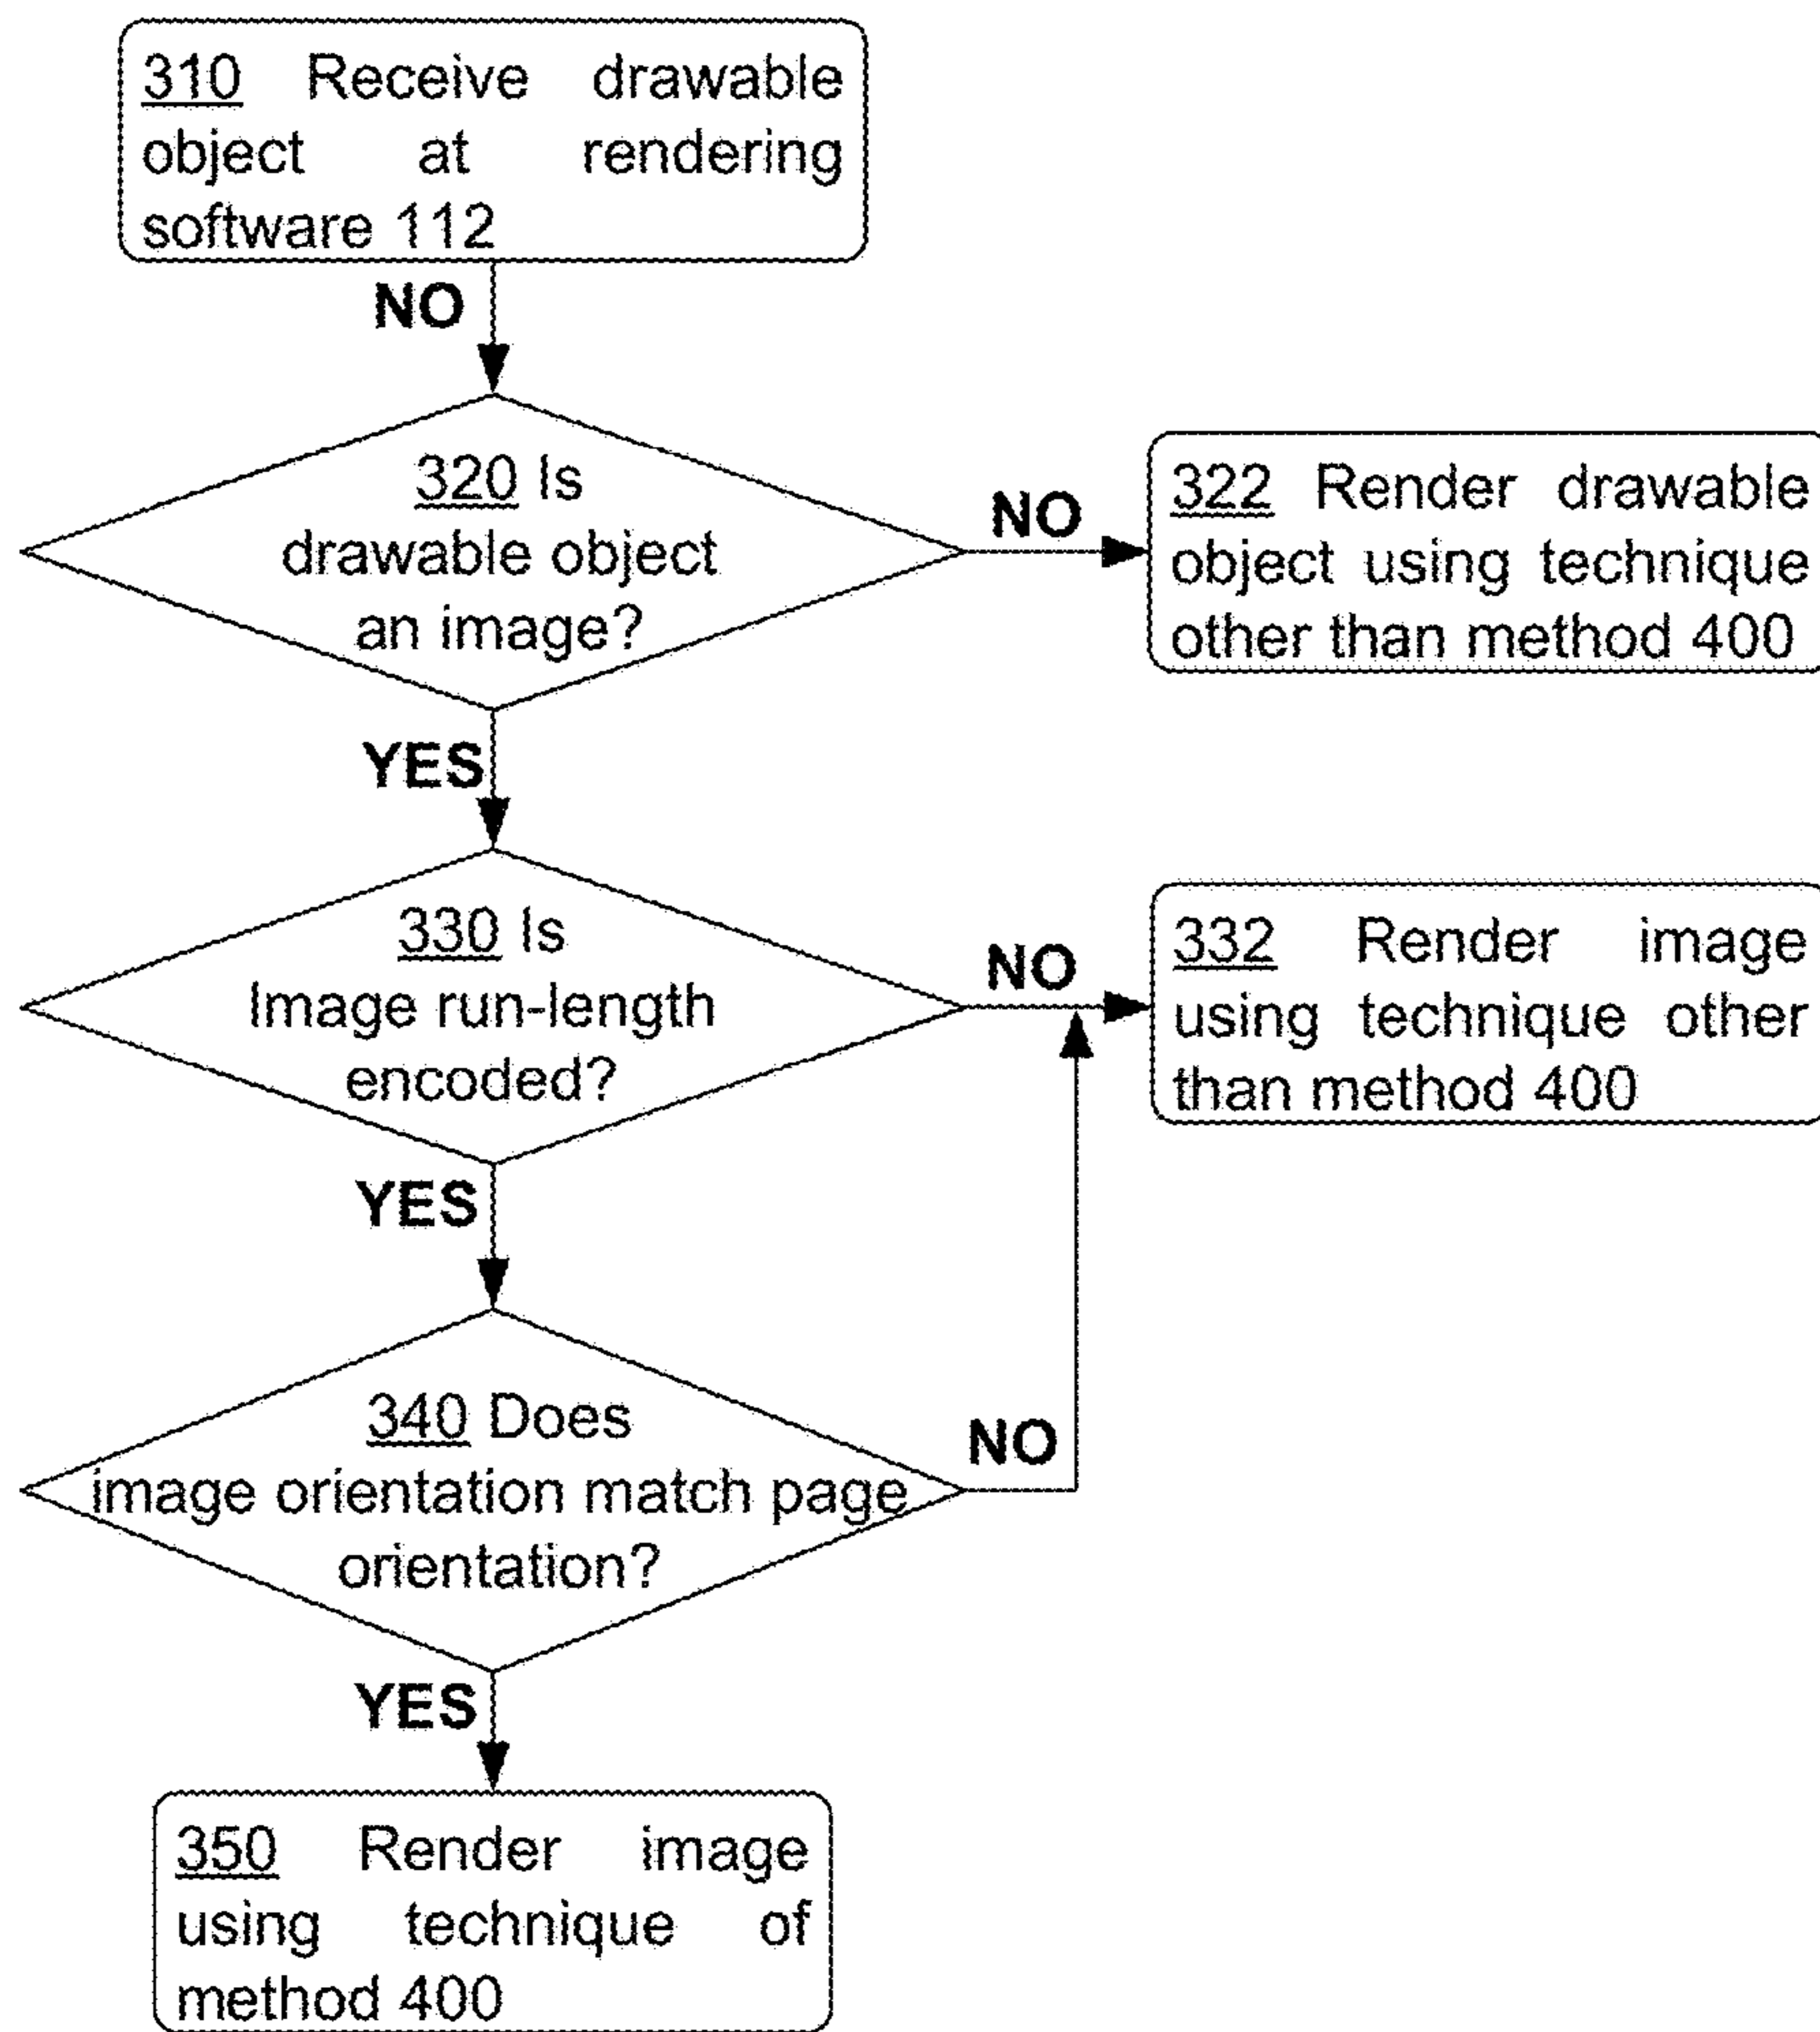 310 Receive drawable
object at rendering
software 112
NO
320 Is
drawable object
an image?
NO
322 Render drawable
object using technique
other than method 400
YES
330 Is
Image run-length
encoded?
NO
332 Render image
using technique other
than method 400
YES
340 Does
image orientation match page
orientation?
NO
YES
350 Render image
using technique of
method 400